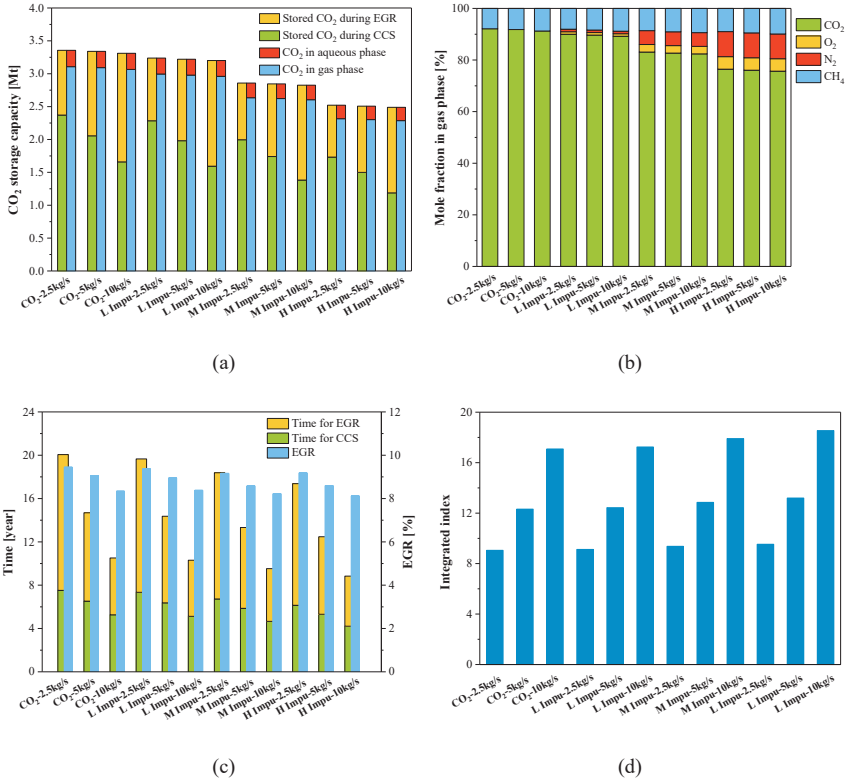 CO2 storage capacity [Mt]
4.0
3.5
3.0
2.5
2.0
1.5
1.0
0.5
0.0
Stored CO2 during EGR
Stored CO2 during CCS
CO2 in aqueous phase
CO2 in gas phase
CO2-2.5kg/s
CO2-5kg/s
CO2-10kg/s
L Impu-2.5kg/s
L Impu-5kg/s
L Impu-10kg/s
M Impu-2.5kg/s
M Impu-5kg/s
M Impu-10kg/s
H Impu-2.5kg/s
H Impu-5kg/s
H Impu-10kg/s
(a)
Mole fraction in gas phase [%]
100
80
60
40
20
0
CO2
O2
N2
CH4
CO2-2.5kg/s
CO2-5kg/s
CO2-10kg/s
L Impu-2.5kg/s
L Impu-5kg/s
L Impu-10kg/s
M Impu-2.5kg/s
M Impu-5kg/s
M Impu-10kg/s
H Impu-2.5kg/s
H Impu-5kg/s
H Impu-10kg/s
(b)
Time [year]
24
20
16
12
8
4
0
Time for EGR
Time for CCS
EGR
12
10
8
6
4
2
0
EGR [%]
CO2-2.5kg/s
CO2-5kg/s
CO2-10kg/s
L Impu-2.5kg/s
L Impu-5kg/s
L Impu-10kg/s
M Impu-2.5kg/s
M Impu-5kg/s
M Impu-10kg/s
H Impu-2.5kg/s
H Impu-5kg/s
H Impu-10kg/s
(c)
Integrated index
20
16
12
8
4
0
CO2-2.5kg/s
CO2-5kg/s
CO2-10kg/s
L Impu-2.5kg/s
L Impu-5kg/s
L Impu-10kg/s
M Impu-2.5kg/s
M Impu-5kg/s
M Impu-10kg/s
L Impu-2.5kg/s
L Impu-5kg/s
L Impu-10kg/s
(d)